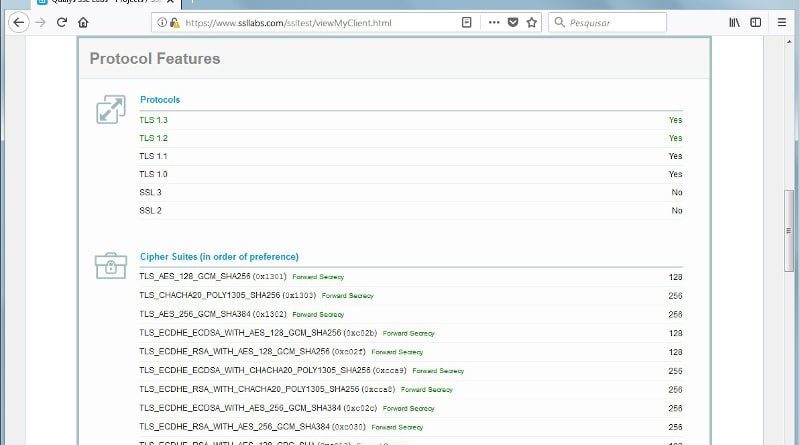 Qualys SSL Labs - Projects / SS
https://www.ssllabs.com/ssltest/viewMyClient.html
Pesquisar
Protocol Features
Protocols
TLS 1.3 Yes
TLS 1.2 Yes
TLS 1.1 Yes
TLS 1.0 Yes
SSL 3 No
SSL 2 No
Cipher Suites (in order of preference)
TLS_AES_128_GCM_SHA256 (0x1301) Forward Secrecy 128
TLS_CHACHA20_POLY1305_SHA256 (0x1303) Forward Secrecy 256
TLS_AES_256_GCM_SHA384 (0x1302) Forward Secrecy 256
TLS_ECDHE_ECDSA_WITH_AES_128_GCM_SHA256 (0xc02b) Forward Secrecy 128
TLS_ECDHE_RSA_WITH_AES_128_GCM_SHA256 (0xc02f) Forward Secrecy 128
TLS_ECDHE_ECDSA_WITH_CHACHA20_POLY1305_SHA256 (0xcca9) Forward Secrecy 256
TLS_ECDHE_RSA_WITH_CHACHA20_POLY1305_SHA256 (0xcca8) Forward Secrecy 256
TLS_ECDHE_ECDSA_WITH_AES_256_GCM_SHA384 (0xc02c) Forward Secrecy 256
TLS_ECDHE_RSA_WITH_AES_256_GCM_SHA384 (0xc030) Forward Secrecy 256